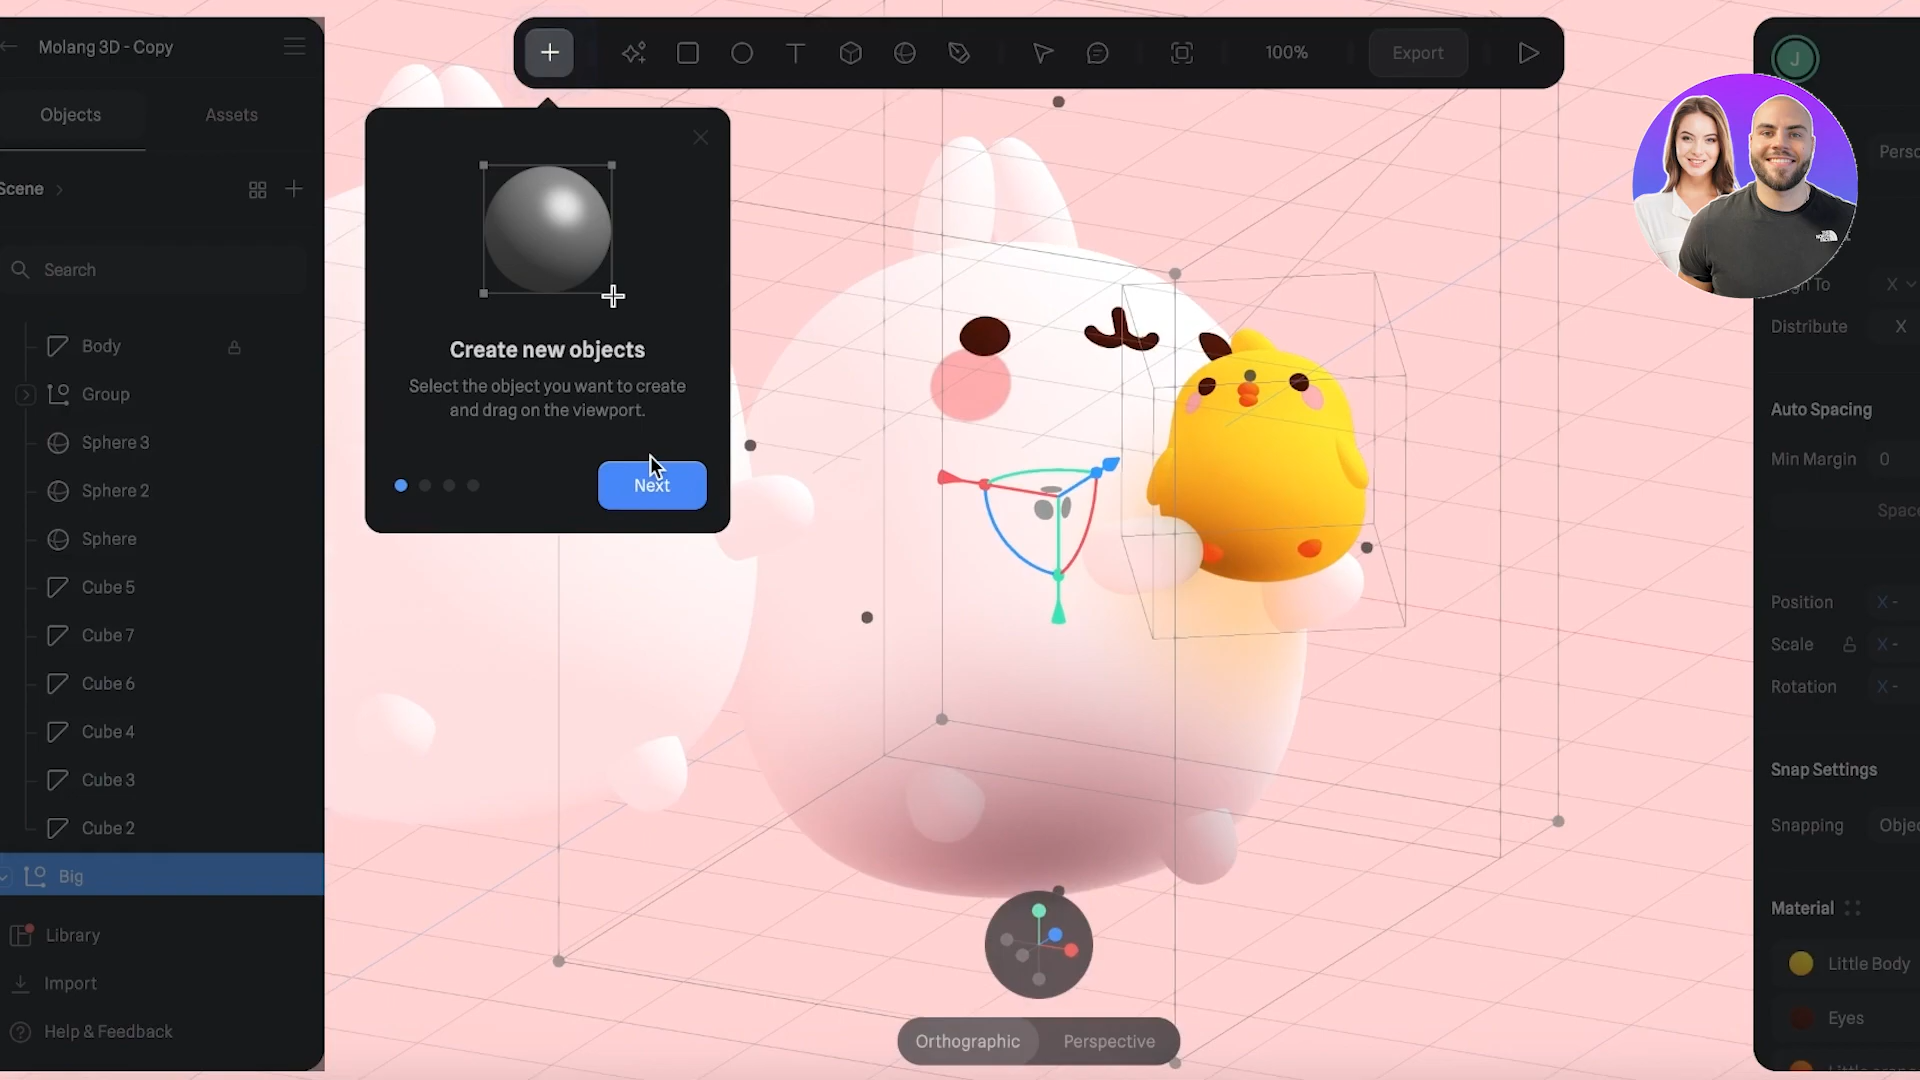 Molang 3D - Copy
Objects
Assets
Scene
Search
Body
Group
Sphere 3
Sphere 2
Sphere
Cube 5
Cube 7
Cube 6
Cube 4
Cube 3
Cube 2
Big
Library
Import
Help & Feedback
100%
Export
Create new objects
Select the object you want to create
and drag on the viewport.
Next
Orthographic
Perspective
J
To X
Distribute X
Auto Spacing
Min Margin 0
Position X -
Scale X -
Rotation X -
Snap Settings
Snapping
Material
Little Body
Eyes